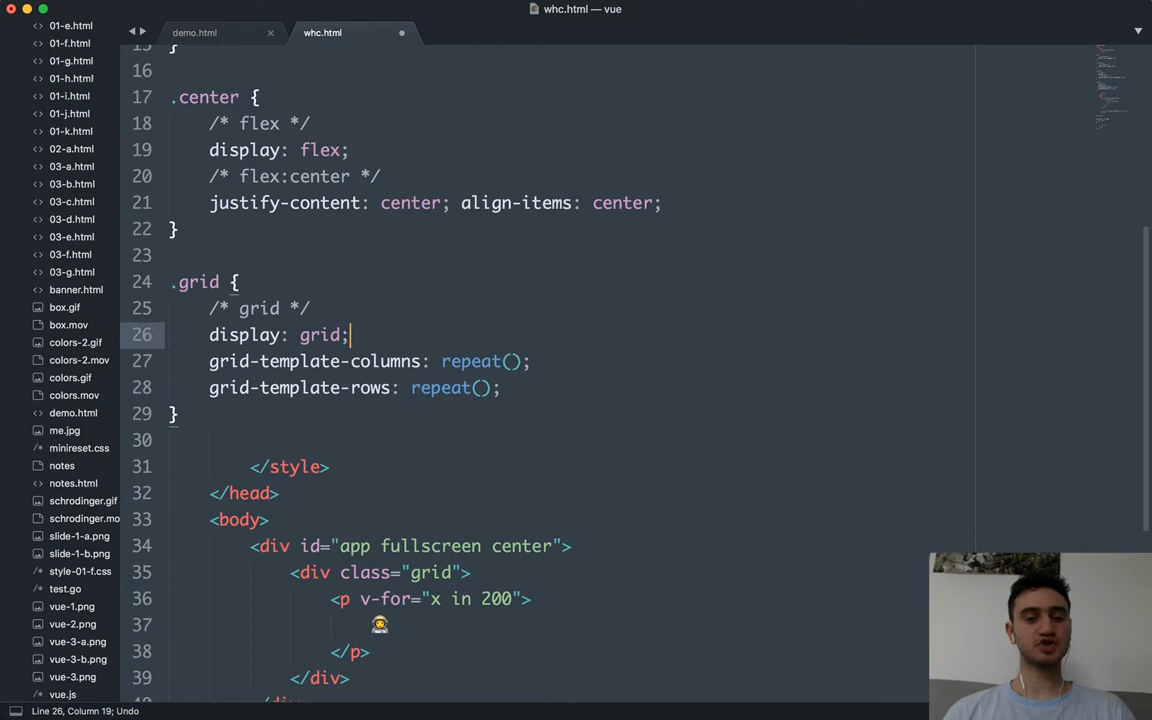 whc.html — vue
demo.html
whc.html
01-e.html
01-f.html
01-g.html
01-h.html
01-i.html
01-j.html
01-k.html
02-a.html
03-a.html
03-b.html
03-c.html
03-d.html
03-e.html
03-f.html
03-g.html
banner.html
box.gif
box.mov
colors-2.gif
colors-2.mov
colors.gif
colors.mov
demo.html
me.jpg
minireset.css
notes
notes.html
schrodinger.gif
schrodinger.mo
slide-1-a.png
slide-1-b.png
style-01-f.css
test.go
vue-1.png
vue-2.png
vue-3-a.png
vue-3-b.png
vue-3.png
vue.js
15 }
16
17 .center {
18 /* flex */
19 display: flex;
20 /* flex:center */
21 justify-content: center; align-items: center;
22 }
23
24 .grid {
25 /* grid */
26 display: grid;
27 grid-template-columns: repeat();
28 grid-template-rows: repeat();
29 }
30
31 </style>
32 </head>
33 <body>
34 <div id="app fullscreen center">
35 <div class="grid">
36 <p v-for="x in 200">
37 👩‍🚀
38 </p>
39 </div>
40 </div>
Line 26, Column 19; Undo